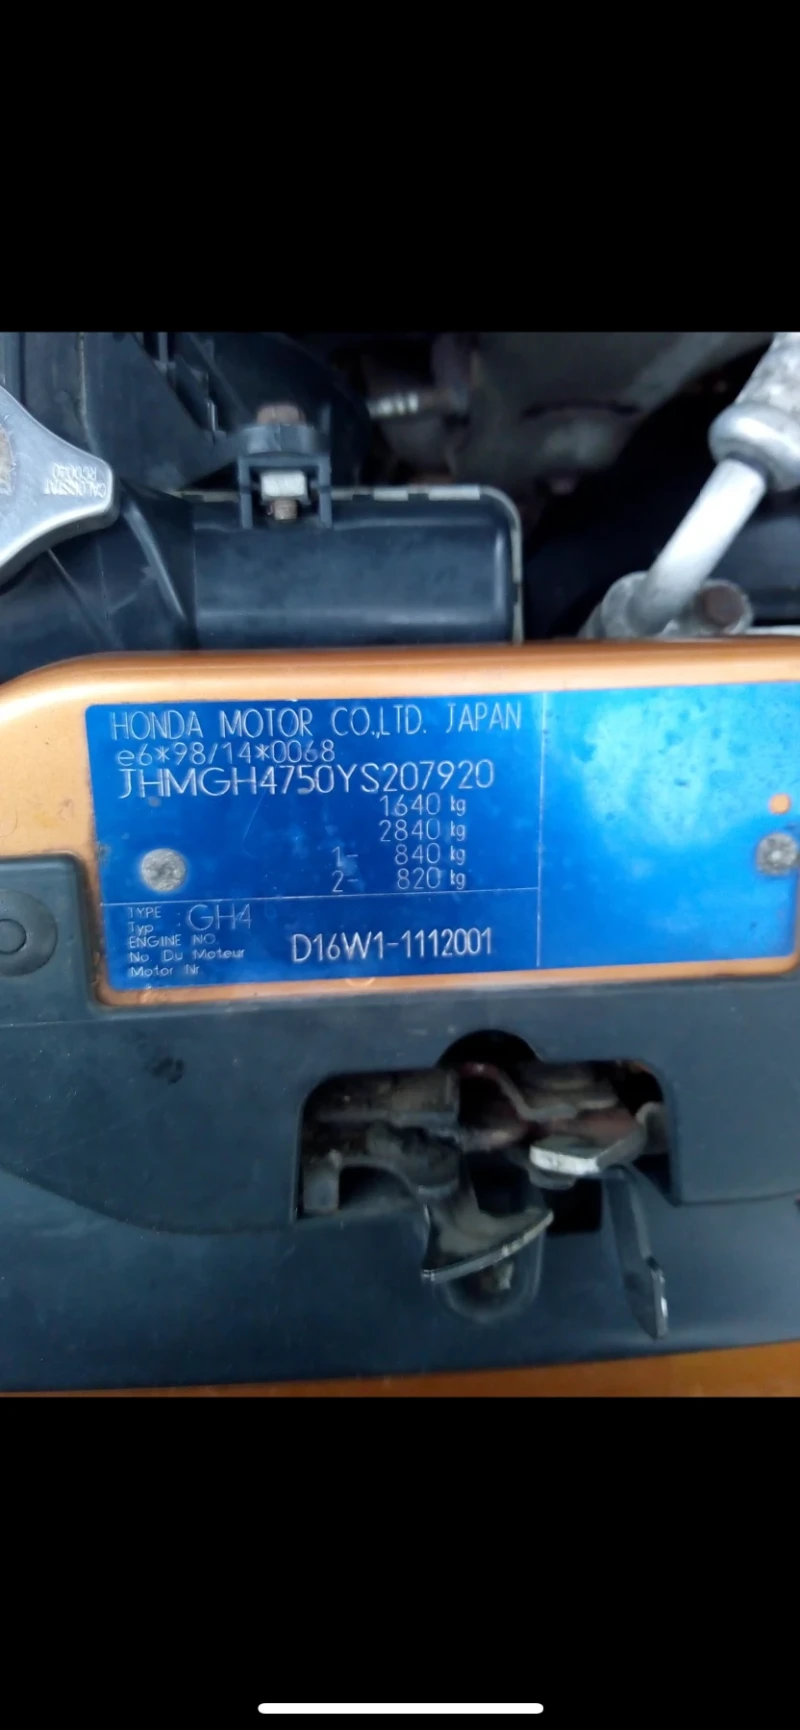 CALORSTAT
HONDA MOTOR CO.,LTD. JAPAN
e6*98/14*0068
JHMGH4750YS207920
1640 kg
2840 kg
1- 840 kg
2- 820 kg
TYPE
Typ : GH4
ENGINE NO.
No. Du Moteur
Motor Nr
D16W1-1112001